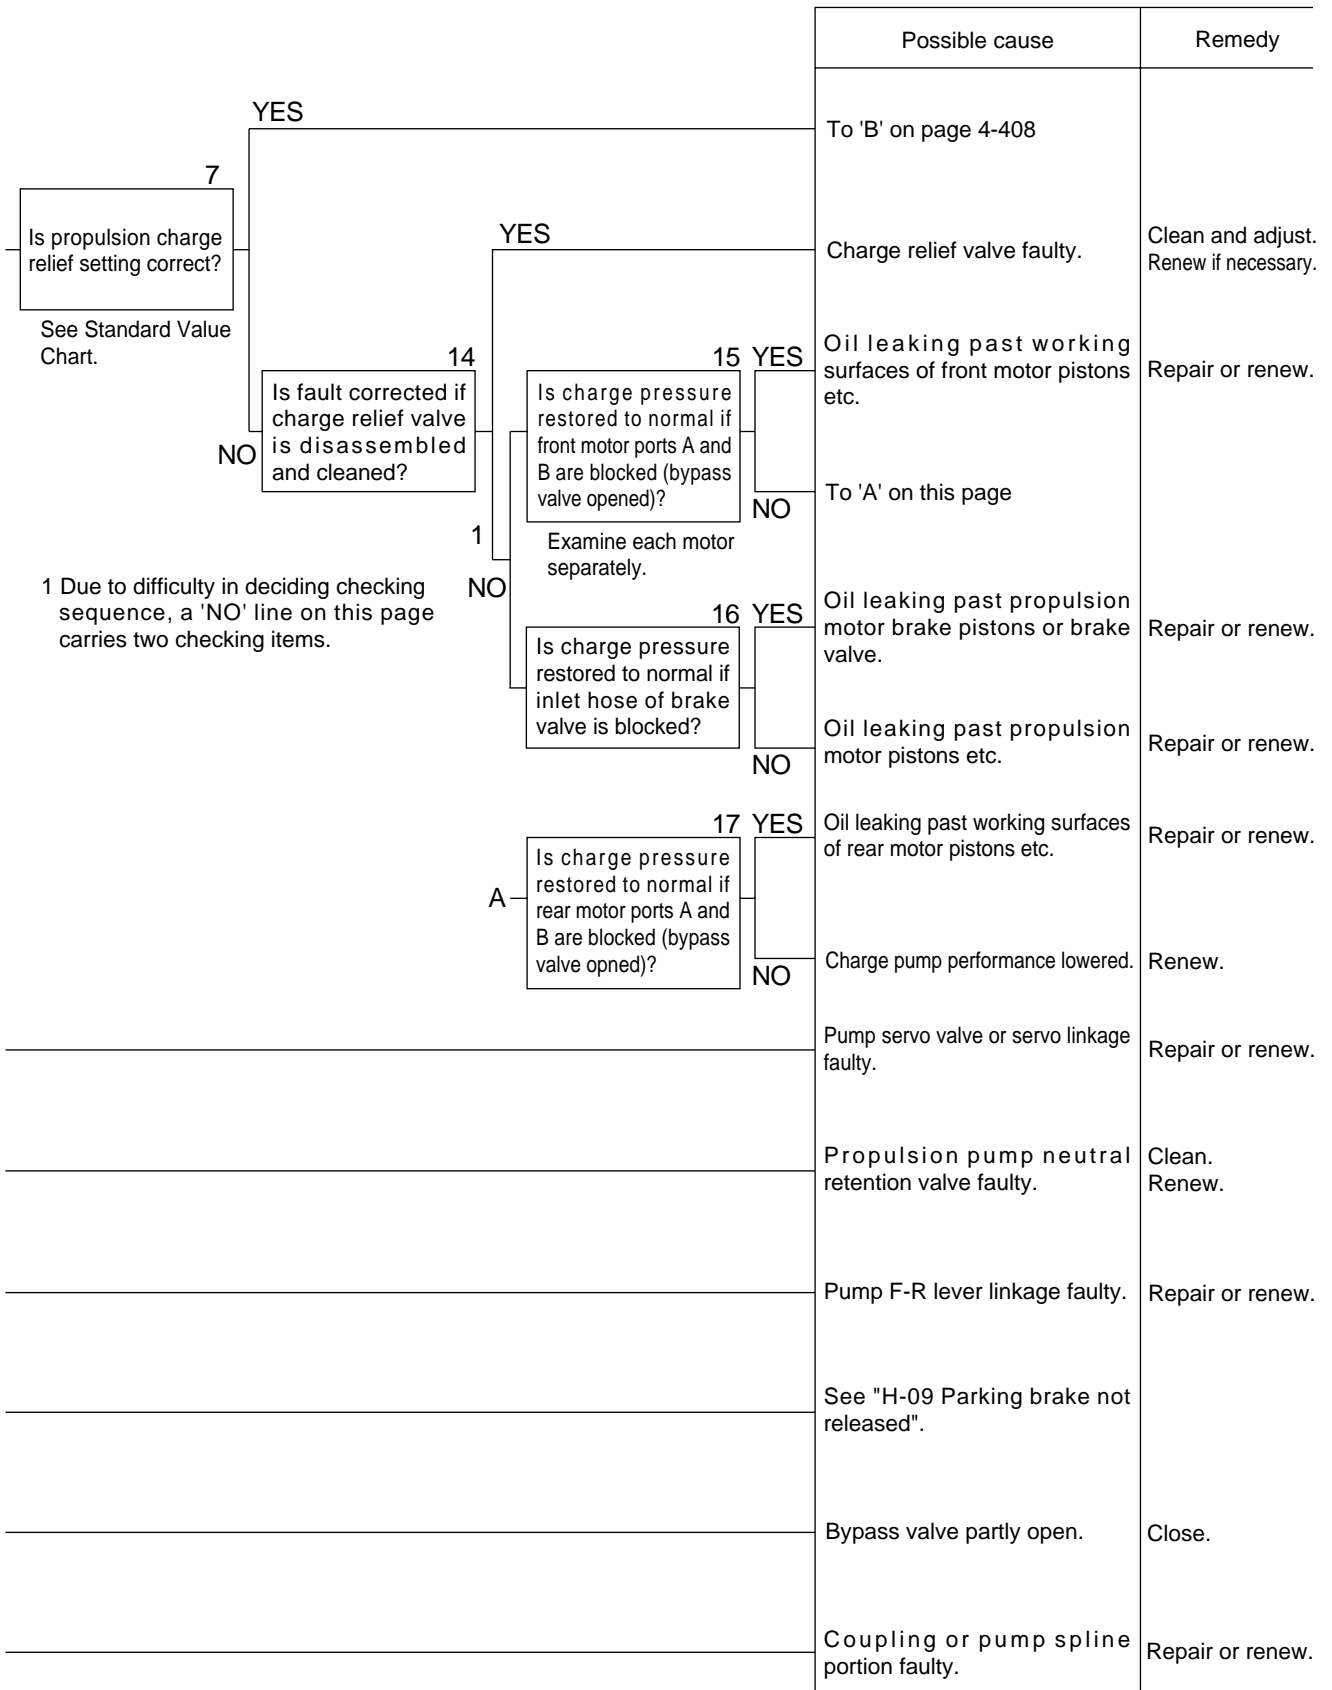 Possible cause
Remedy
YES
To 'B' on page 4-408
7
Is propulsion charge
relief setting correct?
See Standard Value
Chart.
YES
Charge relief valve faulty.
Clean and adjust.
Renew if necessary.
NO
14
Is fault corrected if
charge relief valve
is disassembled
and cleaned?
15 YES
Is charge pressure
restored to normal if
front motor ports A and
B are blocked (bypass
valve opened)?
Oil leaking past working
surfaces of front motor pistons
etc.
Repair or renew.
NO
To 'A' on this page
Examine each motor
separately.
1
NO
1 Due to difficulty in deciding checking
sequence, a 'NO' line on this page
carries two checking items.
16 YES
Is charge pressure
restored to normal if
inlet hose of brake
valve is blocked?
Oil leaking past propulsion
motor brake pistons or brake
valve.
Repair or renew.
NO
Oil leaking past propulsion
motor pistons etc.
Repair or renew.
17 YES
A
Is charge pressure
restored to normal if
rear motor ports A and
B are blocked (bypass
valve opned)?
Oil leaking past working surfaces
of rear motor pistons etc.
Repair or renew.
NO
Charge pump performance lowered.
Renew.
Pump servo valve or servo linkage
faulty.
Repair or renew.
Propulsion pump neutral
retention valve faulty.
Clean.
Renew.
Pump F-R lever linkage faulty.
Repair or renew.
See "H-09 Parking brake not
released".
Bypass valve partly open.
Close.
Coupling or pump spline
portion faulty.
Repair or renew.